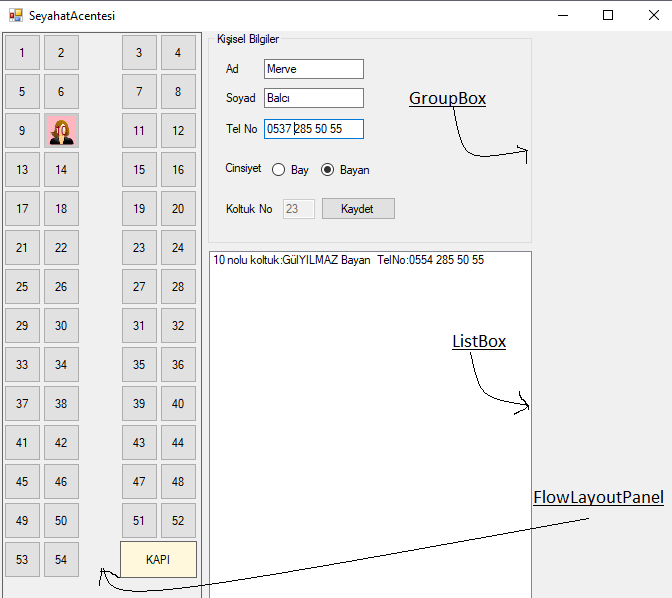 SeyahatAcentesi
1 2 3 4
5 6 7 8
9 10 11 12
13 14 15 16
17 18 19 20
21 22 23 24
25 26 27 28
29 30 31 32
33 34 35 36
37 38 39 40
41 42 43 44
45 46 47 48
49 50 51 52
53 54 KAPI
Kişisel Bilgiler
Ad Merve
Soyad Balcı
Tel No 0537 285 50 55
Cinsiyet Bay Bayan
Koltuk No 23 Kaydet
GroupBox
10 nolu koltuk:GülYILMAZ Bayan TelNo:0554 285 50 55
ListBox
FlowLayoutPanel